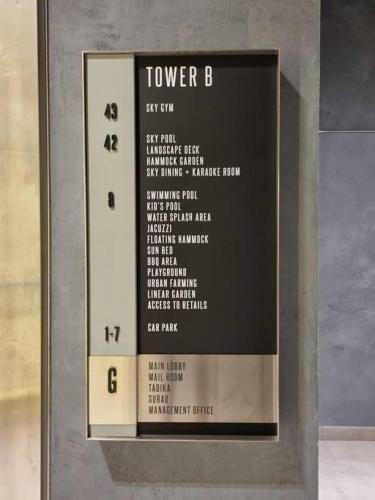 TOWER B
43 SKY GYM
42 SKY POOL
LANDSCAPE DECK
HAMMOCK GARDEN
SKY DINING + KARAOKE ROOM
8 SWIMMING POOL
KID'S POOL
WATER SPLASH AREA
JACUZZI
FLOATING HAMMOCK
SUN BED
BBQ AREA
PLAYGROUND
URBAN FARMING
LINEAR GARDEN
ACCESS TO RETAILS
1-7 CAR PARK
G MAIN LOBBY
MAIL ROOM
TADIKA
SURAU
MANAGEMENT OFFICE